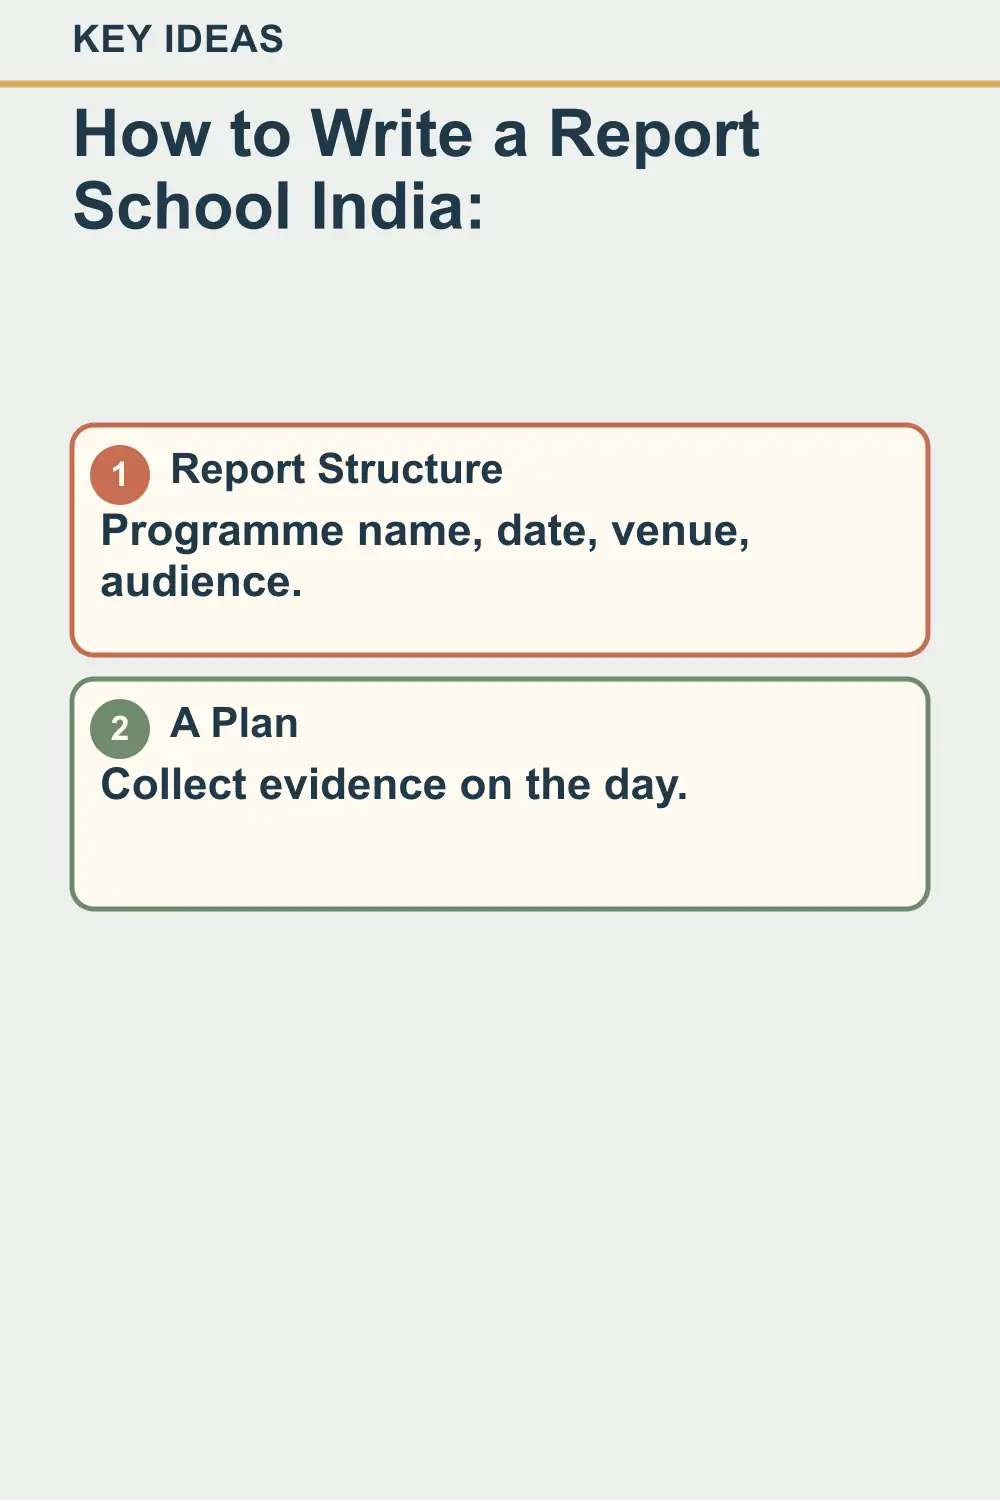 KEY IDEAS
How to Write a Report
School India:
1 Report Structure
Programme name, date, venue,
audience.
2 A Plan
Collect evidence on the day.